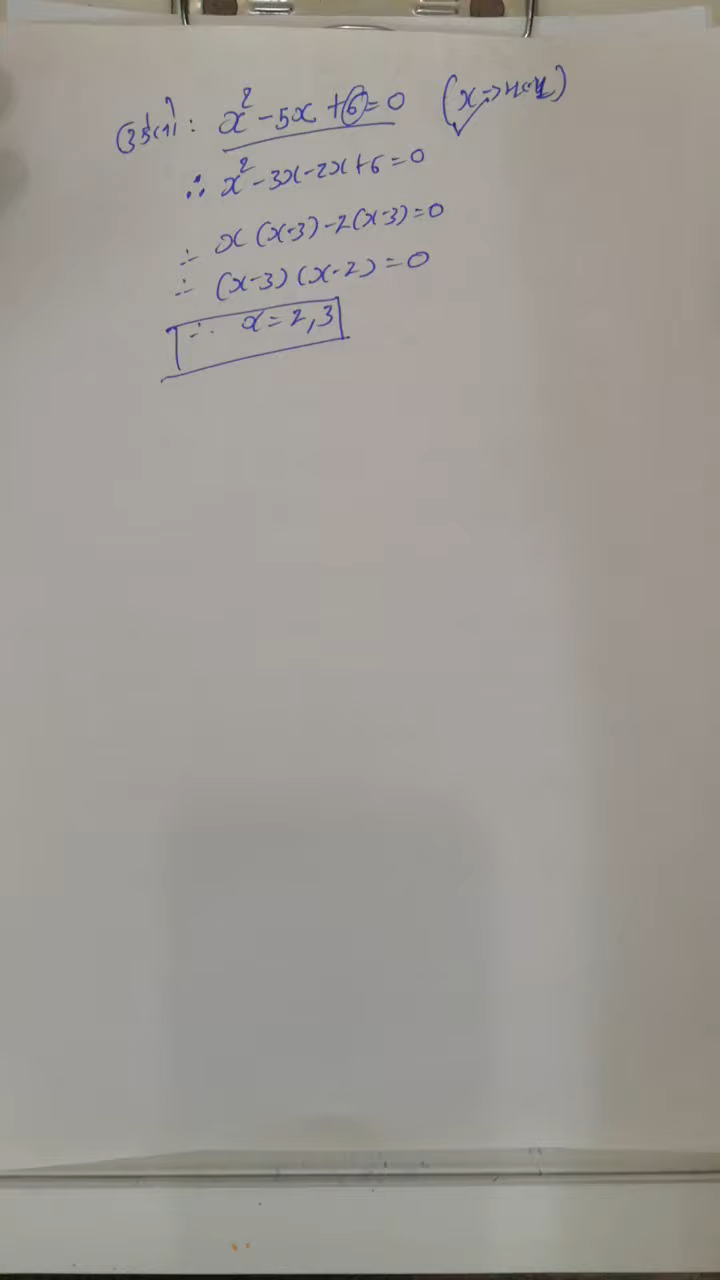 x² - 5x + 6 = 0
∴ x² - 3x - 2x + 6 = 0
∴ x (x-3) - 2(x-3) = 0
∴ (x-3) (x-2) = 0
∴ x = 2,3